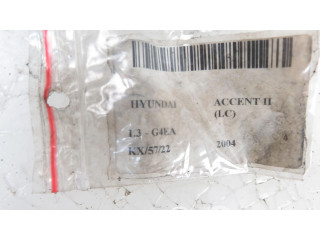 HYUNDAI ACCENT II
(LC)
1.3 - G4EA
KX/57/22 2004